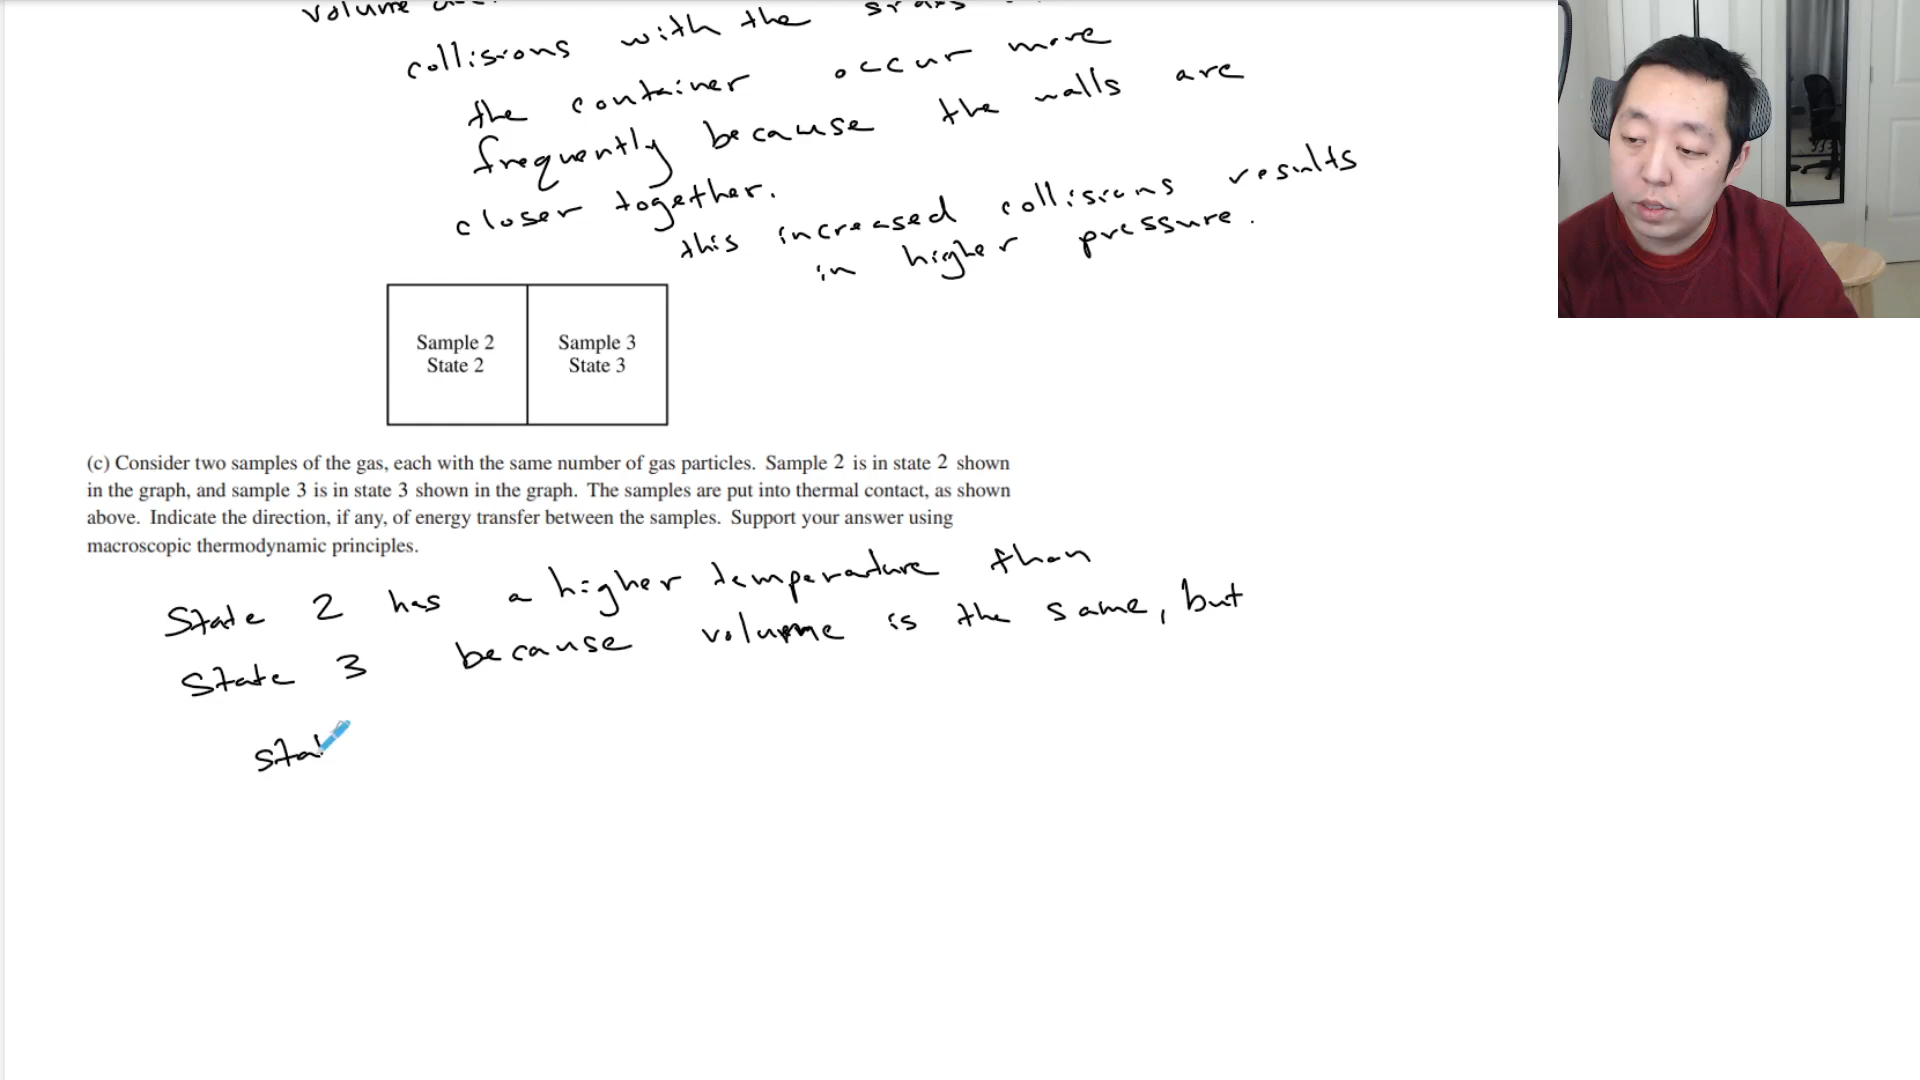 volume
collisions with the
the container occur more
frequently because the walls are
closer together.
this increased collisions results
in higher pressure.
Sample 2
State 2
Sample 3
State 3
(c) Consider two samples of the gas, each with the same number of gas particles. Sample 2 is in state 2 shown
in the graph, and sample 3 is in state 3 shown in the graph. The samples are put into thermal contact, as shown
above. Indicate the direction, if any, of energy transfer between the samples. Support your answer using
macroscopic thermodynamic principles.
State 2 has a higher temperature than
State 3 because volume is the same, but
sta